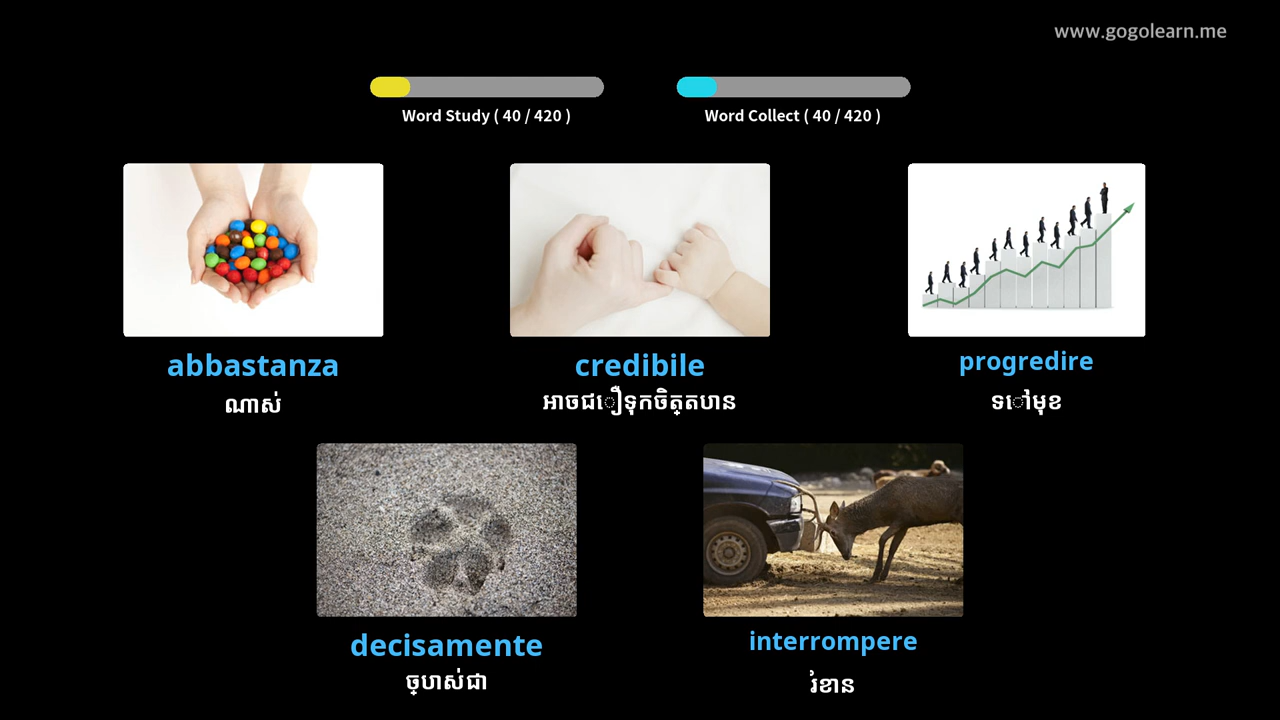 www.gogolearn.me
Word Study ( 40 / 420 )
Word Collect ( 40 / 420 )
abbastanza
ណាស់
credibile
អាចជឿទុកចិត្តបាន
progredire
ទៅមុខ
decisamente
ច្បាស់ជា
interrompere
រំខាន